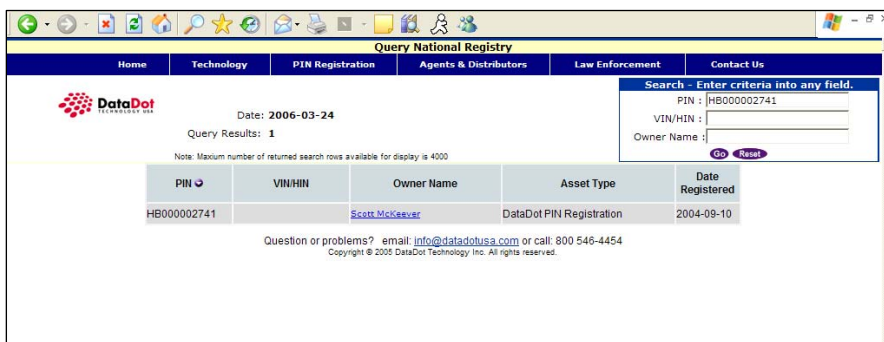 Query National Registry
Home Technology PIN Registration Agents & Distributors Law Enforcement Contact Us
Search - Enter criteria into any field.
DataDot
TECHNOLOGY USA
PIN : HB000002741
Date: 2006-03-24
VIN/HIN :
Query Results: 1
Owner Name :
Note: Maxium number of returned search rows available for display is 4000
Go Reset
PIN VIN/HIN Owner Name Asset Type Date Registered
HB000002741 Scott McKeever DataDot PIN Registration 2004-09-10
Question or problems? email: info@datadotusa.com or call: 800 546-4454
Copyright © 2005 DataDot Technology Inc. All rights reserved.